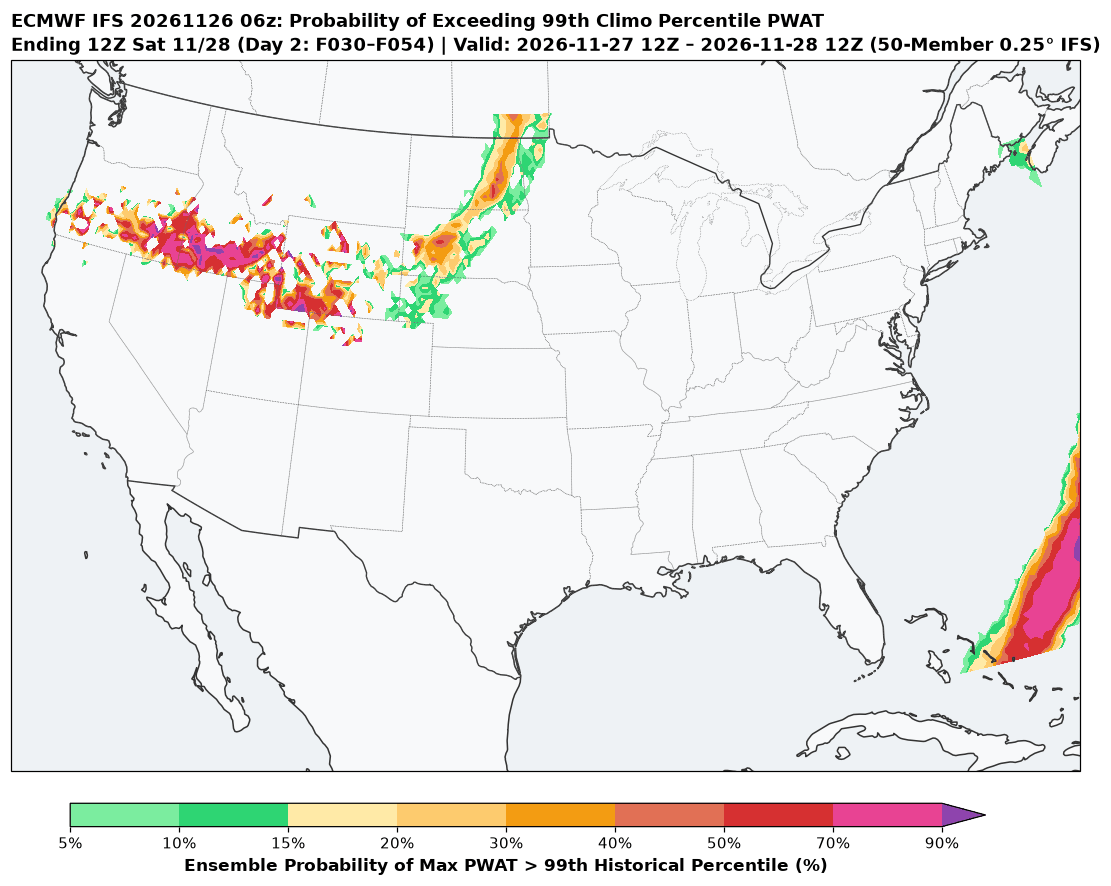 ECMWF IFS 20261126 06z: Probability of Exceeding 99th Climo Percentile PWAT
Ending 12Z Sat 11/28 (Day 2: F030–F054) | Valid: 2026-11-27 12Z – 2026-11-28 12Z (50-Member 0.25° IFS)
5% 10% 15% 20% 30% 40% 50% 70% 90%
Ensemble Probability of Max PWAT > 99th Historical Percentile (%)